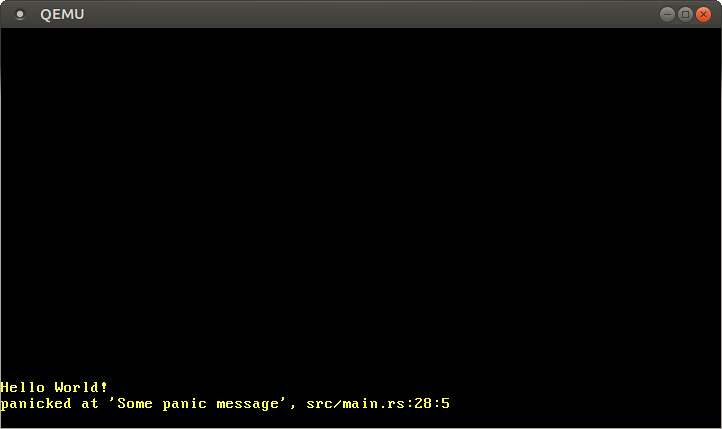 QEMU
Hello World!
panicked at 'Some panic message', src/main.rs:28:5